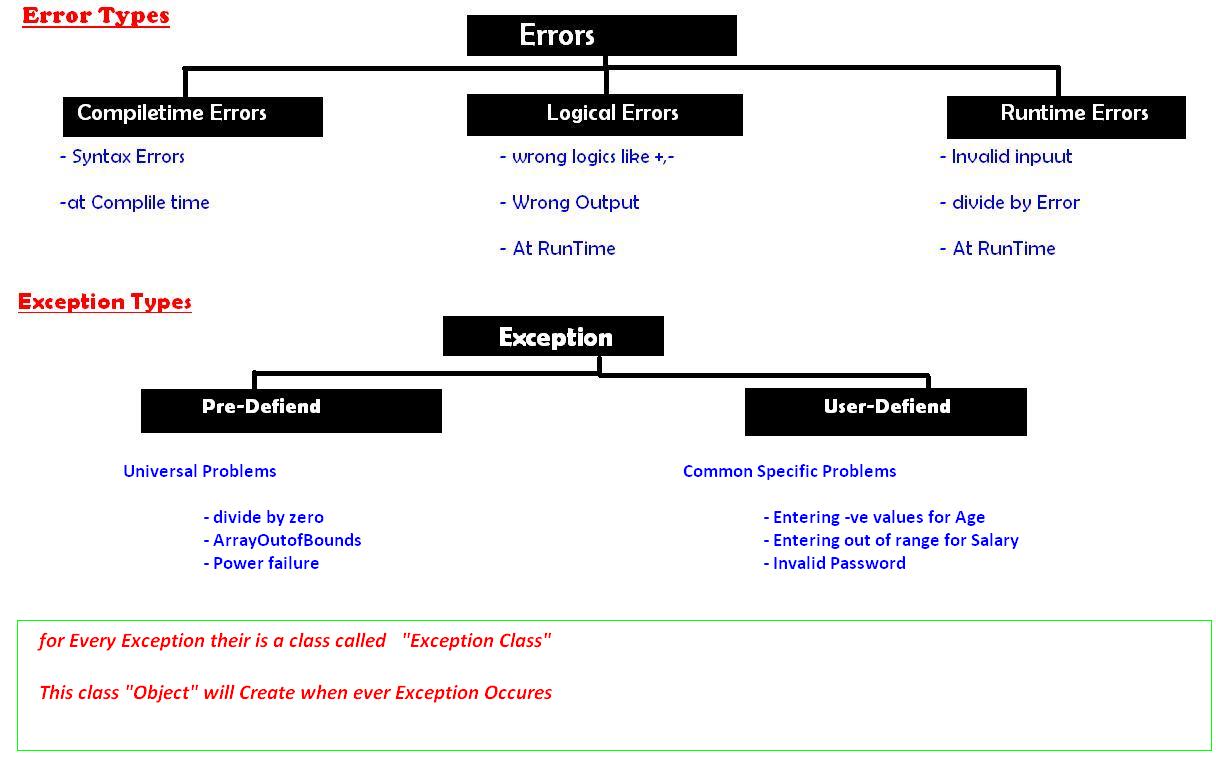 Error Types
Errors
Compiletime Errors
- Syntax Errors
-at Complile time
Logical Errors
- wrong logics like +,-
- Wrong Output
- At RunTime
Runtime Errors
- Invalid inpuut
- divide by Error
- At RunTime
Exception Types
Exception
Pre-Defiend
Universal Problems
- divide by zero
- ArrayOutofBounds
- Power failure
User-Defiend
Common Specific Problems
- Entering -ve values for Age
- Entering out of range for Salary
- Invalid Password
for Every Exception their is a class called "Exception Class"
This class "Object" will Create when ever Exception Occures